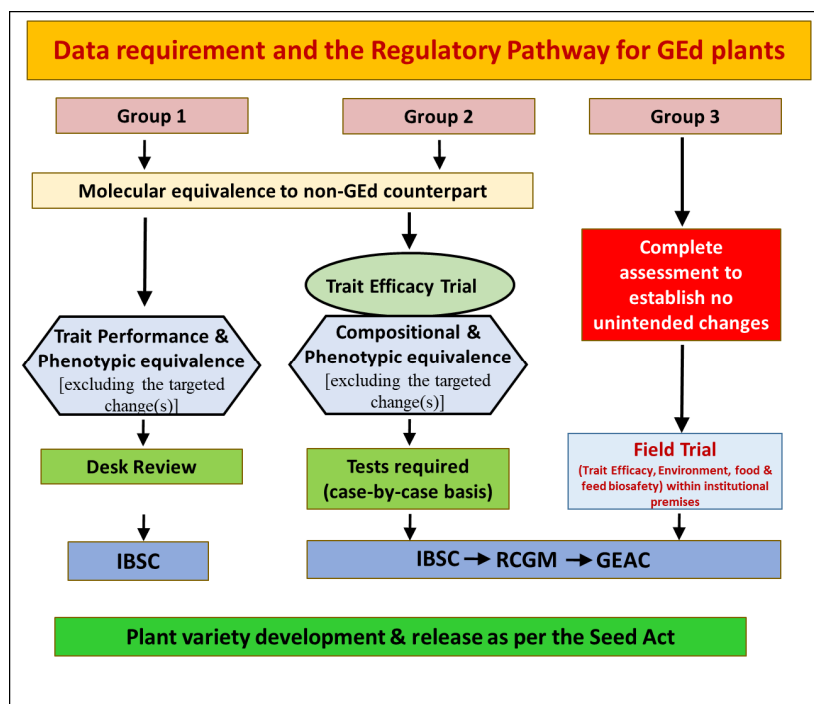 Data requirement and the Regulatory Pathway for GEd plants
Group 1
Group 2
Group 3
Molecular equivalence to non-GEd counterpart
Trait Performance &
Phenotypic equivalence
[excluding the targeted
change(s)]
Desk Review
IBSC
Trait Efficacy Trial
Compositional &
Phenotypic equivalence
[excluding the targeted
change(s)]
Tests required
(case-by-case basis)
Complete
assessment to
establish no
unintended changes
Field Trial
(Trait Efficacy, Environment, food &
feed biosafety) within institutional
premises
IBSC → RCGM → GEAC
Plant variety development & release as per the Seed Act